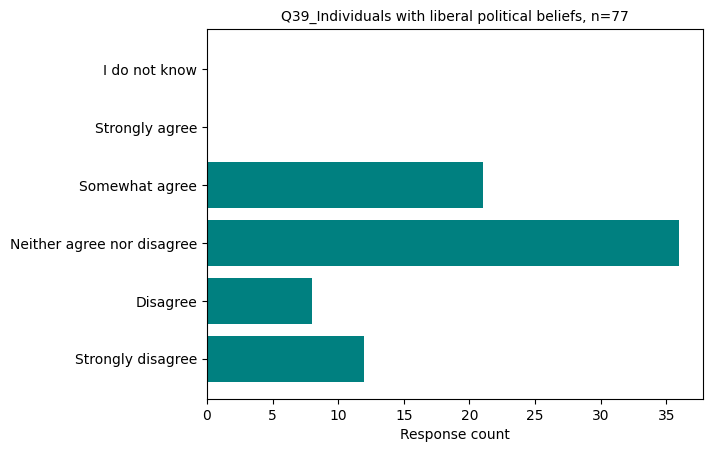 Q39_Individuals with liberal political beliefs, n=77
I do not know
Strongly agree
Somewhat agree
Neither agree nor disagree
Disagree
Strongly disagree
0 5 10 15 20 25 30 35
Response count